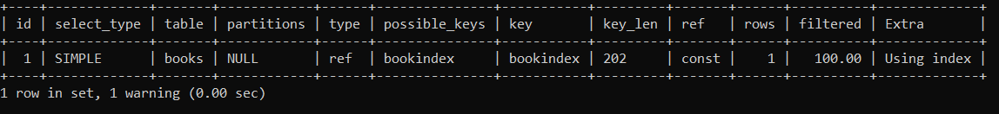 +----+-------------+-------+------------+------+---------------+-----------+---------+-------+------+----------+-------------+
| id | select_type | table | partitions | type | possible_keys | key       | key_len | ref   | rows | filtered | Extra       |
+----+-------------+-------+------------+------+---------------+-----------+---------+-------+------+----------+-------------+
|  1 | SIMPLE      | books | NULL       | ref  | bookindex     | bookindex | 202     | const |    1 |   100.00 | Using index |
+----+-------------+-------+------------+------+---------------+-----------+---------+-------+------+----------+-------------+
1 row in set, 1 warning (0.00 sec)